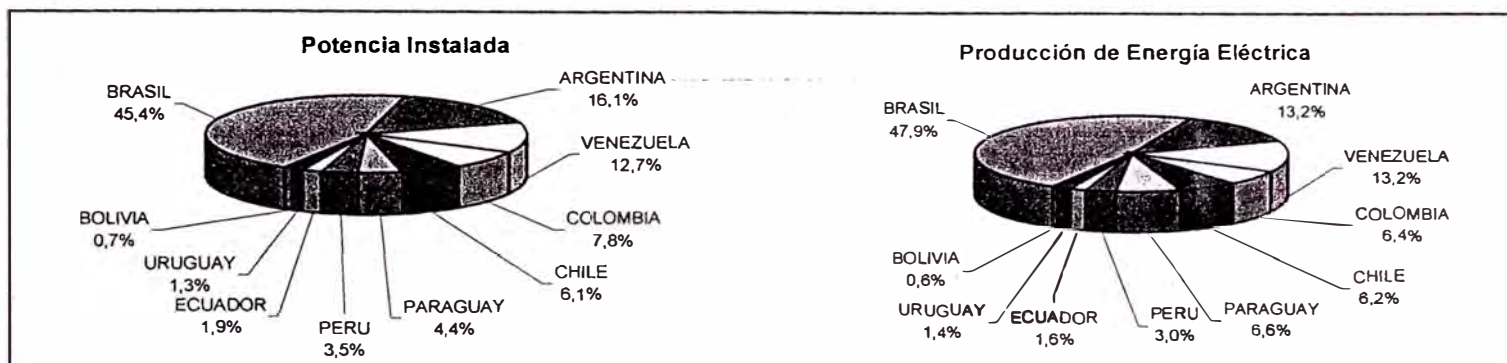 Potencia Instalada
BRASIL
45,4%
ARGENTINA
16,1%
VENEZUELA
12,7%
COLOMBIA
7,8%
CHILE
6,1%
PARAGUAY
4,4%
PERU
3,5%
ECUADOR
1,9%
URUGUAY
1,3%
BOLIVIA
0,7%
Producción de Energía Eléctrica
BRASIL
47,9%
ARGENTINA
13,2%
VENEZUELA
13,2%
COLOMBIA
6,4%
CHILE
6,2%
PARAGUAY
6,6%
PERU
3,0%
ECUADOR
1,6%
URUGUAY
1,4%
BOLIVIA
0,6%